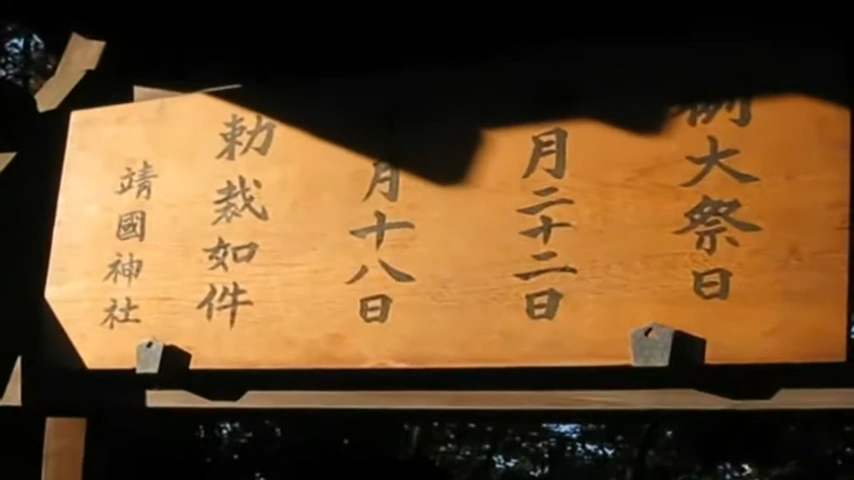 例大祭日
月二十二日
月十八日
勅裁如件
靖國神社